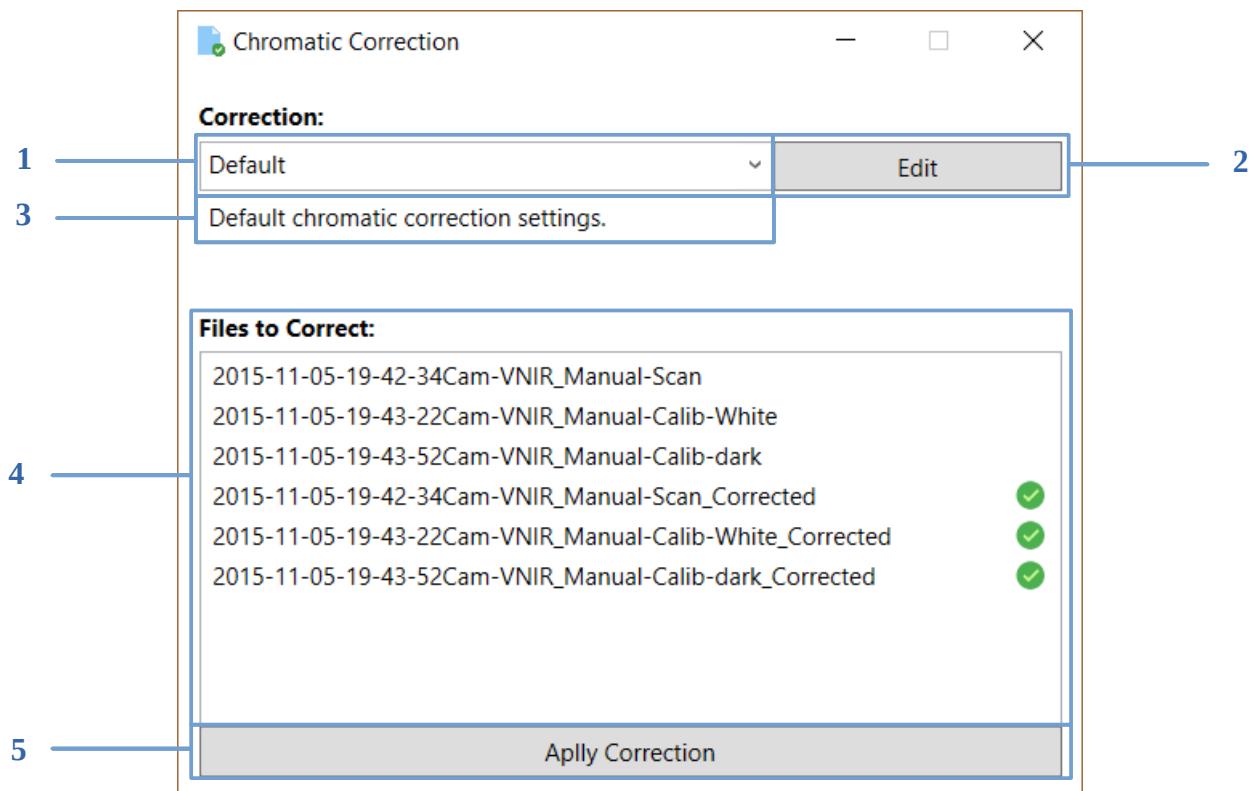 Chromatic Correction
Correction:
1
Default
Edit
2
3
Default chromatic correction settings.
Files to Correct:
2015-11-05-19-42-34Cam-VNIR_Manual-Scan
2015-11-05-19-43-22Cam-VNIR_Manual-Calib-White
2015-11-05-19-43-52Cam-VNIR_Manual-Calib-dark
4
2015-11-05-19-42-34Cam-VNIR_Manual-Scan_Corrected
2015-11-05-19-43-22Cam-VNIR_Manual-Calib-White_Corrected
2015-11-05-19-43-52Cam-VNIR_Manual-Calib-dark_Corrected
5
Aplly Correction